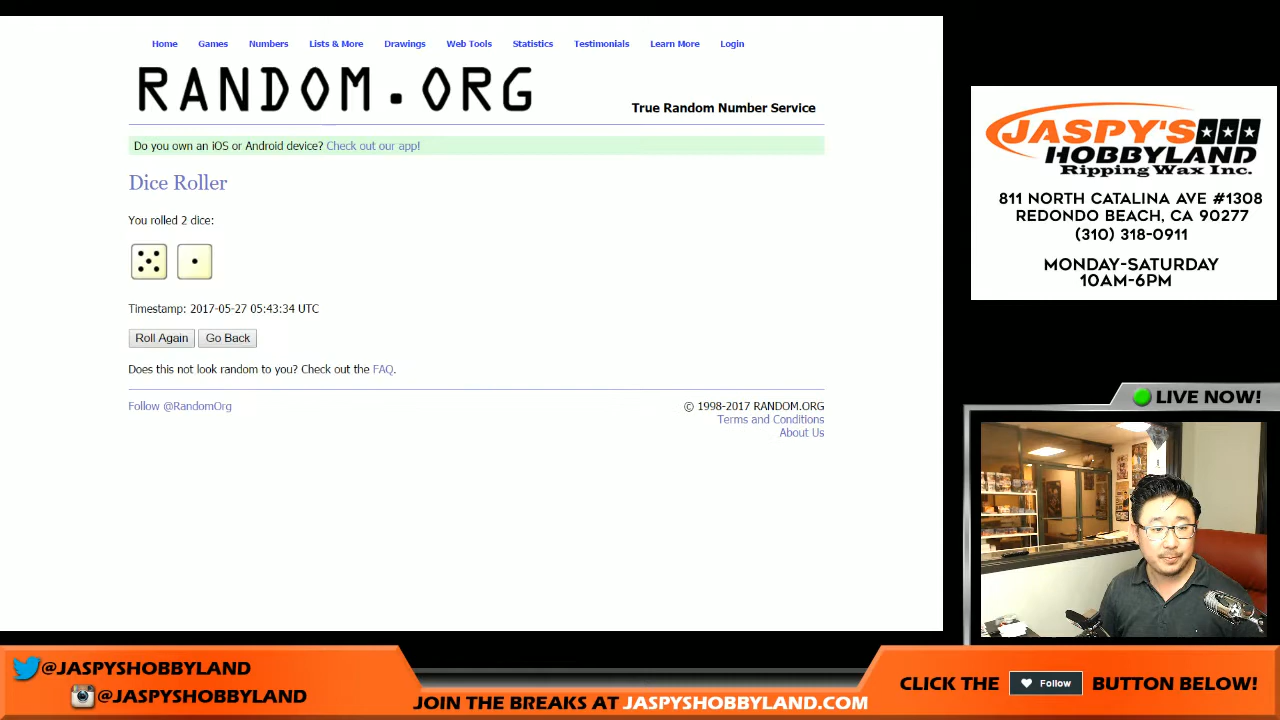 Home Games Numbers Lists & More Drawings Web Tools Statistics Testimonials Learn More Login
RANDOM.ORG
True Random Number Service
Do you own an iOS or Android device? Check out our app!
Dice Roller
You rolled 2 dice:
Timestamp: 2017-05-27 05:43:34 UTC
Roll Again Go Back
Does this not look random to you? Check out the FAQ.
Follow @RandomOrg
© 1998-2017 RANDOM.ORG
Terms and Conditions
About Us
JASPY'S
HOBBYLAND
Ripping Wax Inc.
811 NORTH CATALINA AVE #1308
REDONDO BEACH, CA 90277
(310) 318-0911
MONDAY-SATURDAY
10AM-6PM
LIVE NOW!
@JASPYSHOBBYLAND
@JASPYSHOBBYLAND
JOIN THE BREAKS AT JASPYSHOBBYLAND.COM
CLICK THE Follow BUTTON BELOW!